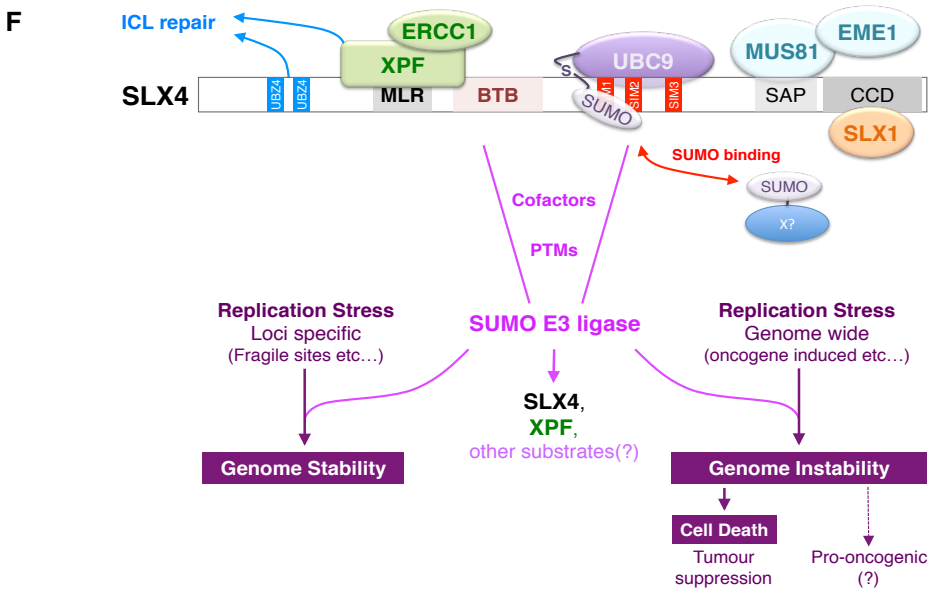 F
ICL repair
ERCC1
XPF
UBC9
S
MUS81
EME1
SLX4
UBZ4
UBZ4
MLR
BTB
SUMO
SIM2
SIM3
SAP
CCD
SLX1
SUMO binding
SUMO
X?
Cofactors
PTMs
Replication Stress
Loci specific
(Fragile sites etc...)
SUMO E3 ligase
Replication Stress
Genome wide
(oncogene induced etc...)
SLX4,
XPF,
other substrates(?)
Genome Stability
Genome Instability
Cell Death
Tumour
suppression
Pro-oncogenic
(?)